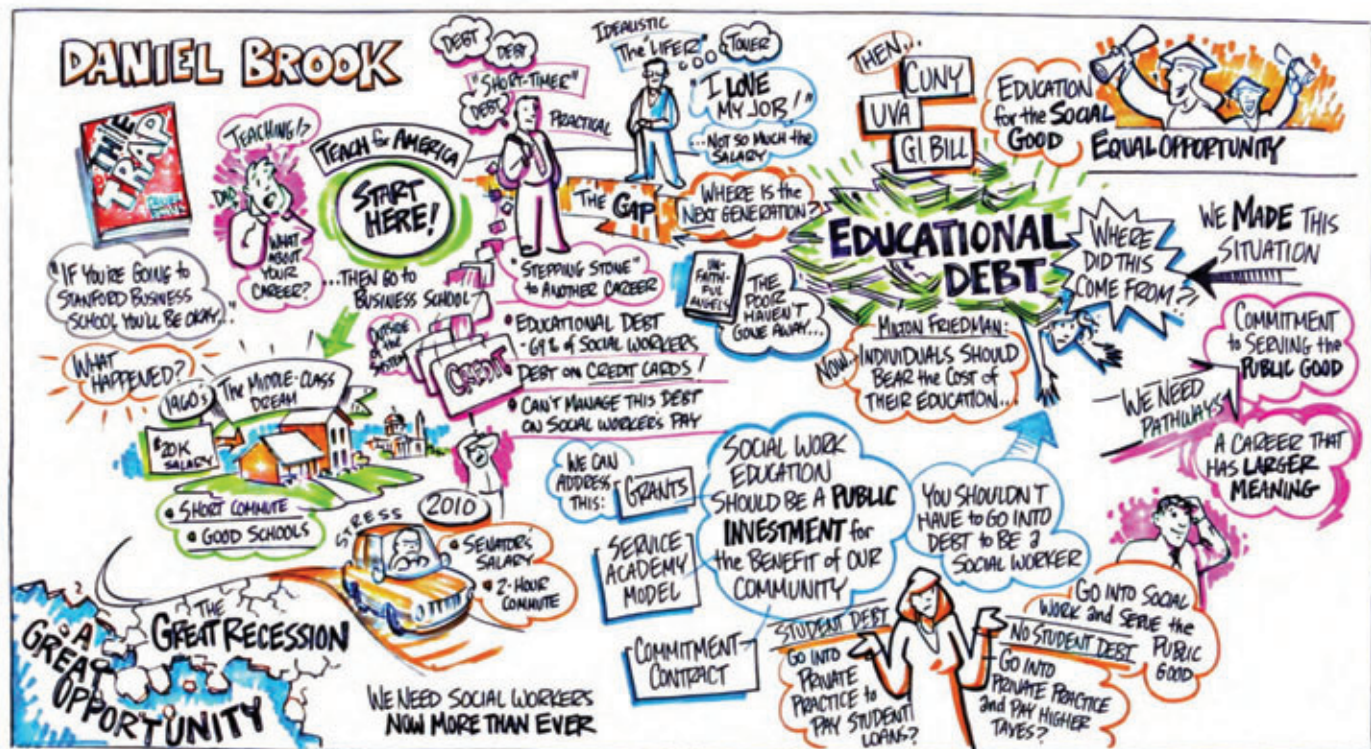 DANIEL BROOK
THE
TRAP
"IF YOU'RE GOING TO
STANFORD BUSINESS
SCHOOL YOU'LL BE OKAY..."
TEACHING!?
DAD
WHAT
ABOUT
YOUR
CAREER?
TEACH for AMERICA
START
HERE!
...THEN GO TO
BUSINESS SCHOOL
DEBT
DEBT
"SHORT-TIMER"
DEBT
PRACTICAL
IDEALISTIC
The "LIFER"
"I LOVE
MY JOB!"
...NOT SO MUCH the
SALARY
The GAP
WHERE IS the
NEXT GENERATION?
"STEPPING STONE"
to ANOTHER CAREER
THEN...
CUNY
UVA
G.I. BILL
EDUCATION
for the SOCIAL
GOOD
EQUAL OPPORTUNITY
EDUCATIONAL
DEBT
WHERE
DID THIS
COME FROM?!
WE MADE THIS
SITUATION
UN-
FAITH-
FUL
ANGELS
THE
POOR
HAVEN'T
GONE AWAY...
NOW...
MILTON FRIEDMAN:
INDIVIDUALS SHOULD
BEAR the COST of
THEIR EDUCATION...
COMMITMENT
to SERVING the
PUBLIC GOOD
WE NEED
PATHWAYS
A CAREER THAT
HAS LARGER
MEANING
WHAT
HAPPENED?
1960's
The MIDDLE-CLASS
DREAM
$20K
SALARY
• SHORT COMMUTE
• GOOD SCHOOLS
OUTSIDE
of the
SYSTEM
CREDIT
• EDUCATIONAL DEBT
- 69% of SOCIAL WORKERS
DEBT ON CREDIT CARDS!
• CAN'T MANAGE THIS DEBT
ON SOCIAL WORKER'S PAY
STRESS
2010
• SENATOR'S
SALARY
• 2-HOUR
COMMUTE
THE
GREAT RECESSION
A
GREAT
OPPORTUNITY
WE NEED SOCIAL WORKERS
NOW MORE THAN EVER
WE CAN
ADDRESS
THIS:
GRANTS
SERVICE
ACADEMY
MODEL
COMMITMENT
CONTRACT
SOCIAL WORK
EDUCATION
SHOULD BE A PUBLIC
INVESTMENT for
the BENEFIT of OUR
COMMUNITY
YOU SHOULDN'T
HAVE to GO INTO
DEBT to BE a
SOCIAL WORKER
STUDENT DEBT
GO INTO
PRIVATE
PRACTICE to
PAY STUDENT
LOANS?
GO INTO SOCIAL
WORK and SERVE the
PUBLIC
GOOD
NO STUDENT DEBT
GO INTO
PRIVATE PRACTICE
and PAY HIGHER
TAXES?